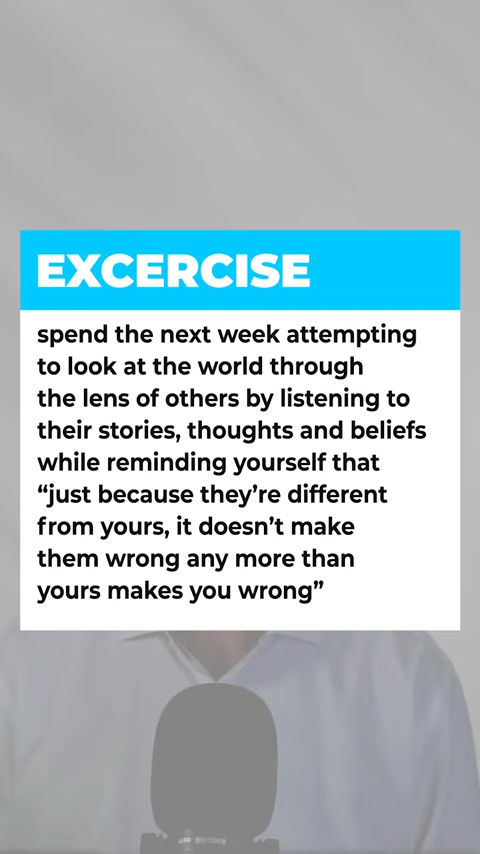 EXCERCISE
spend the next week attempting
to look at the world through
the lens of others by listening to
their stories, thoughts and beliefs
while reminding yourself that
“just because they’re different
from yours, it doesn’t make
them wrong any more than
yours makes you wrong”